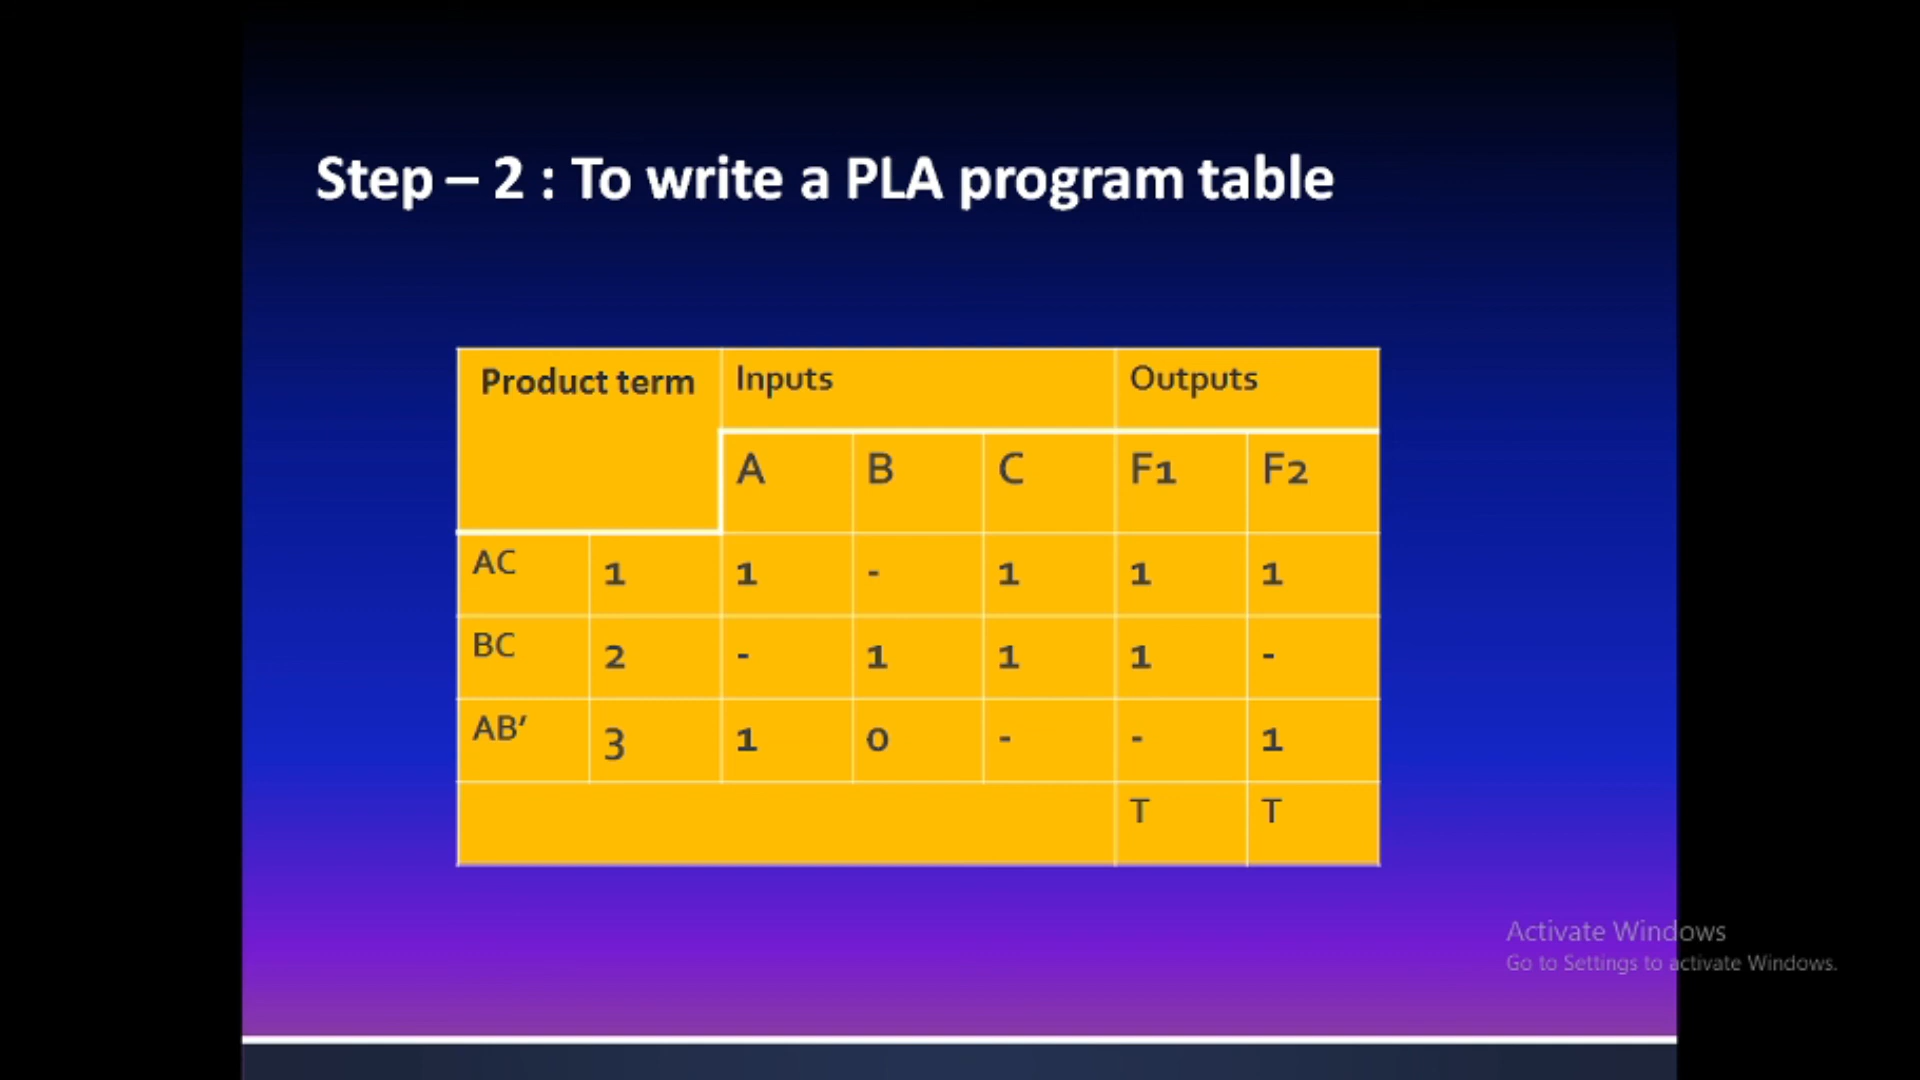 Step – 2 : To write a PLA program table
Product term Inputs Outputs
A B C F1 F2
AC 1 1 - 1 1 1
BC 2 - 1 1 1 -
AB' 3 1 0 - - 1
T T
Activate Windows
Go to Settings to activate Windows.